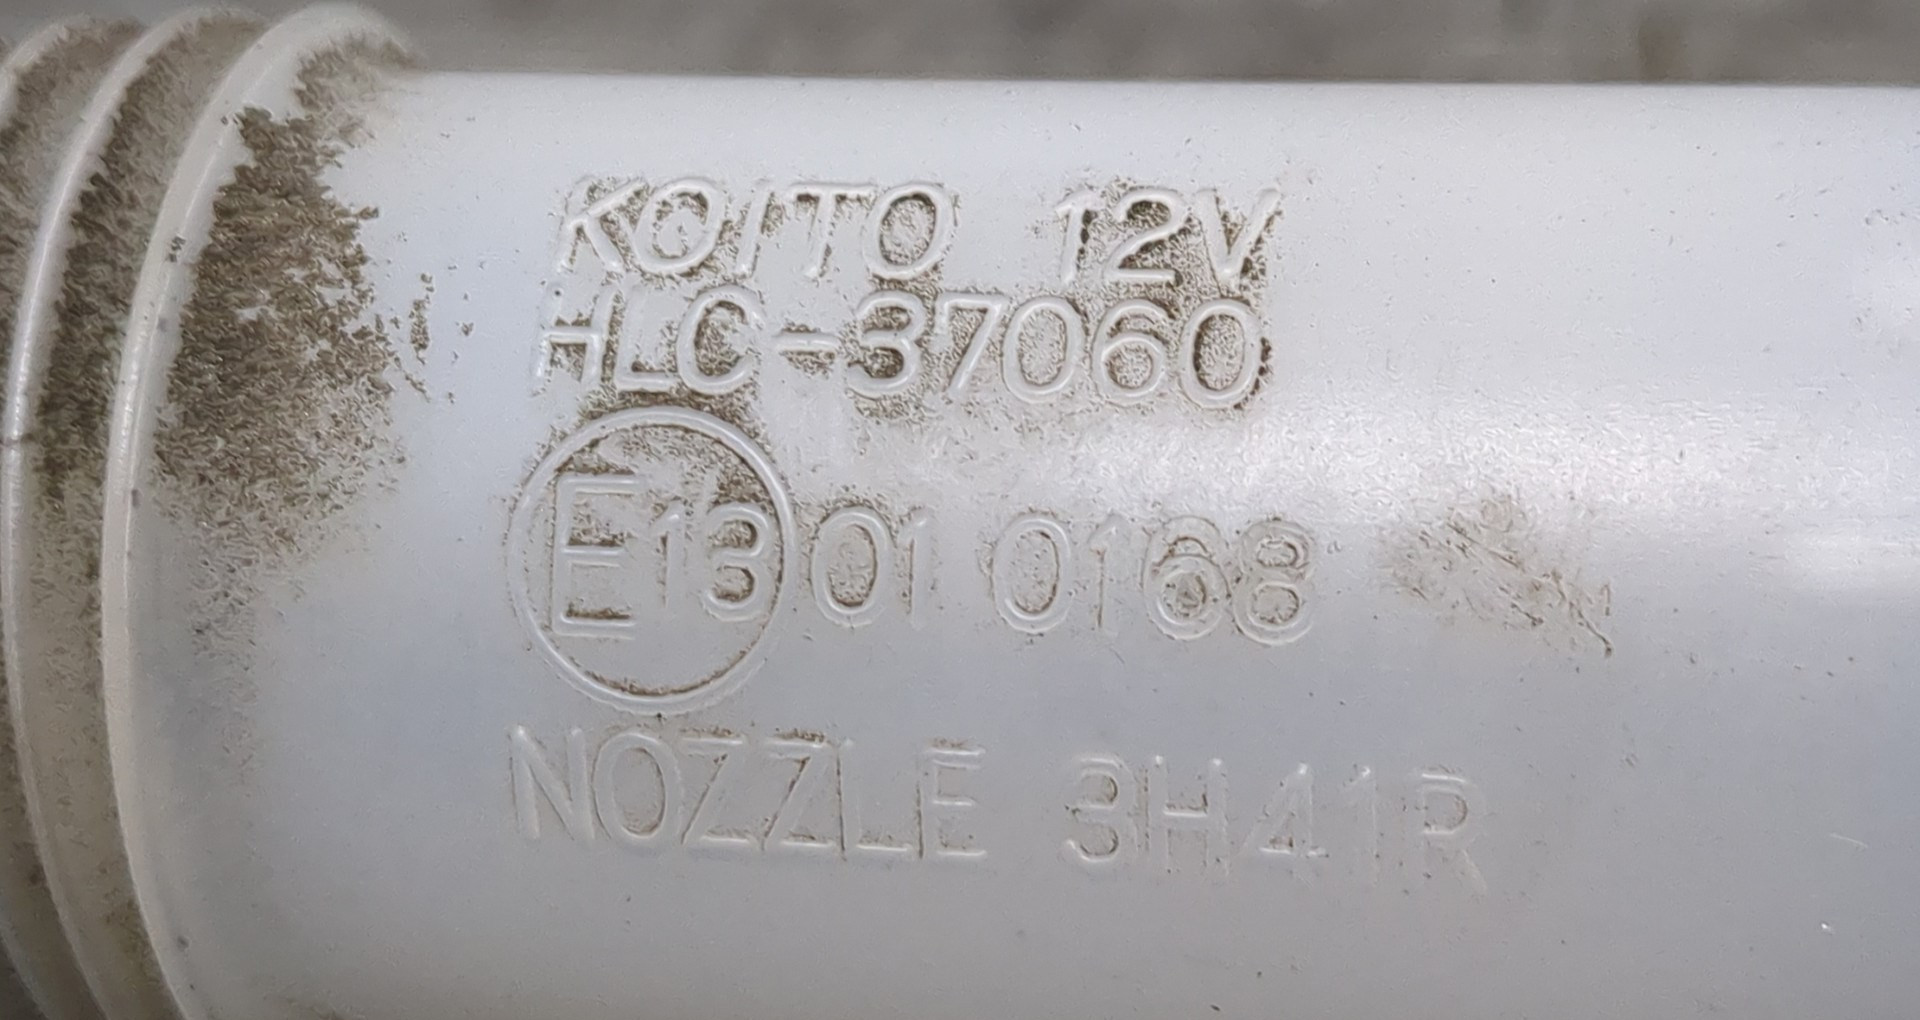 KOITO 12V
HLC-37060
E13 01 0168
NOZZLE 3H41R